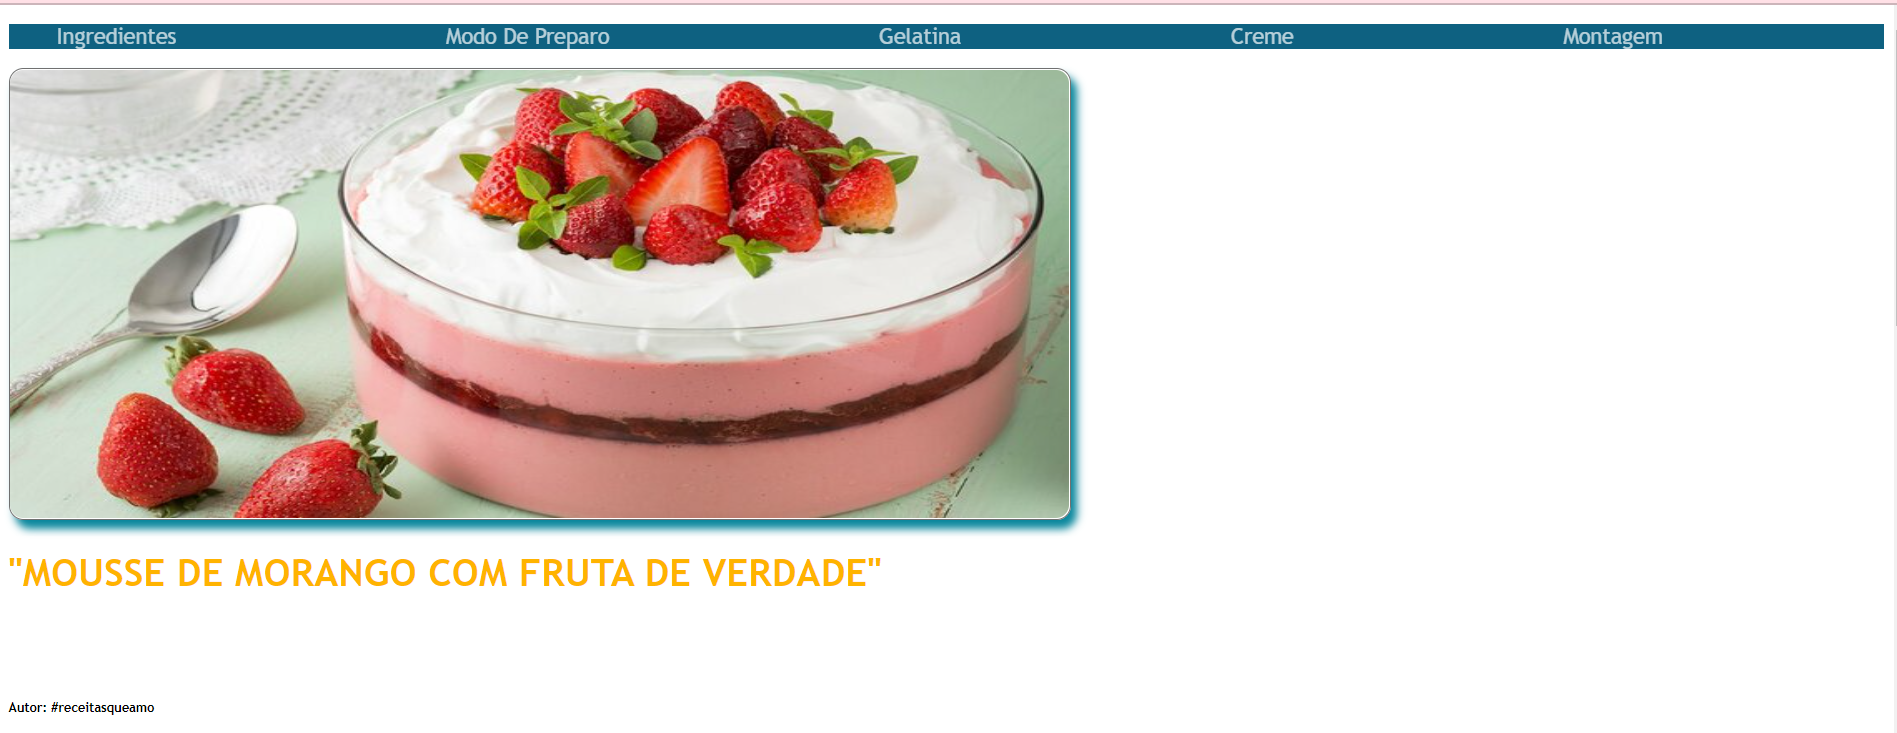 Ingredientes Modo De Preparo Gelatina Creme Montagem
"MOUSSE DE MORANGO COM FRUTA DE VERDADE"
Autor: #receitasqueamo